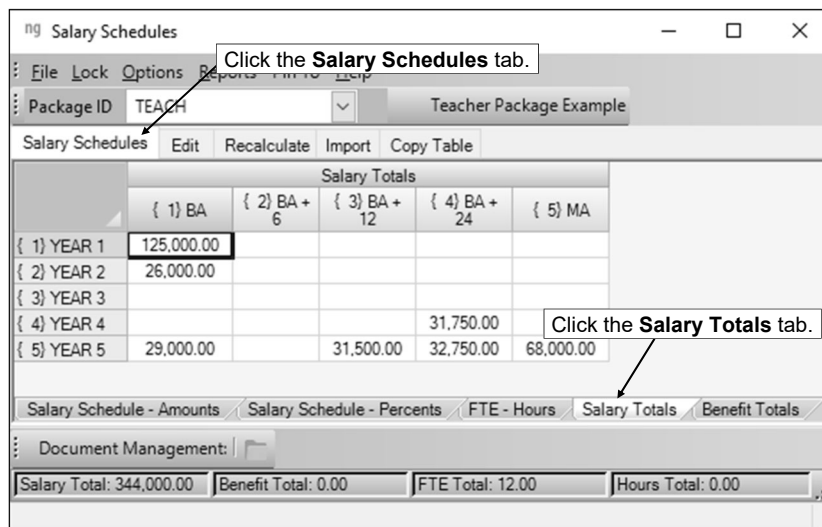 ng Salary Schedules
Click the Salary Schedules tab.
File Lock Options Reports Pin To Help
Package ID TEACH Teacher Package Example
Salary Schedules Edit Recalculate Import Copy Table
Salary Totals
{ 1} BA { 2} BA + 6 { 3} BA + 12 { 4} BA + 24 { 5} MA
{ 1} YEAR 1 125,000.00
{ 2} YEAR 2 26,000.00
{ 3} YEAR 3
{ 4} YEAR 4 31,750.00
Click the Salary Totals tab.
{ 5} YEAR 5 29,000.00 31,500.00 32,750.00 68,000.00
Salary Schedule - Amounts Salary Schedule - Percents FTE - Hours Salary Totals Benefit Totals
Document Management:
Salary Total: 344,000.00 Benefit Total: 0.00 FTE Total: 12.00 Hours Total: 0.00